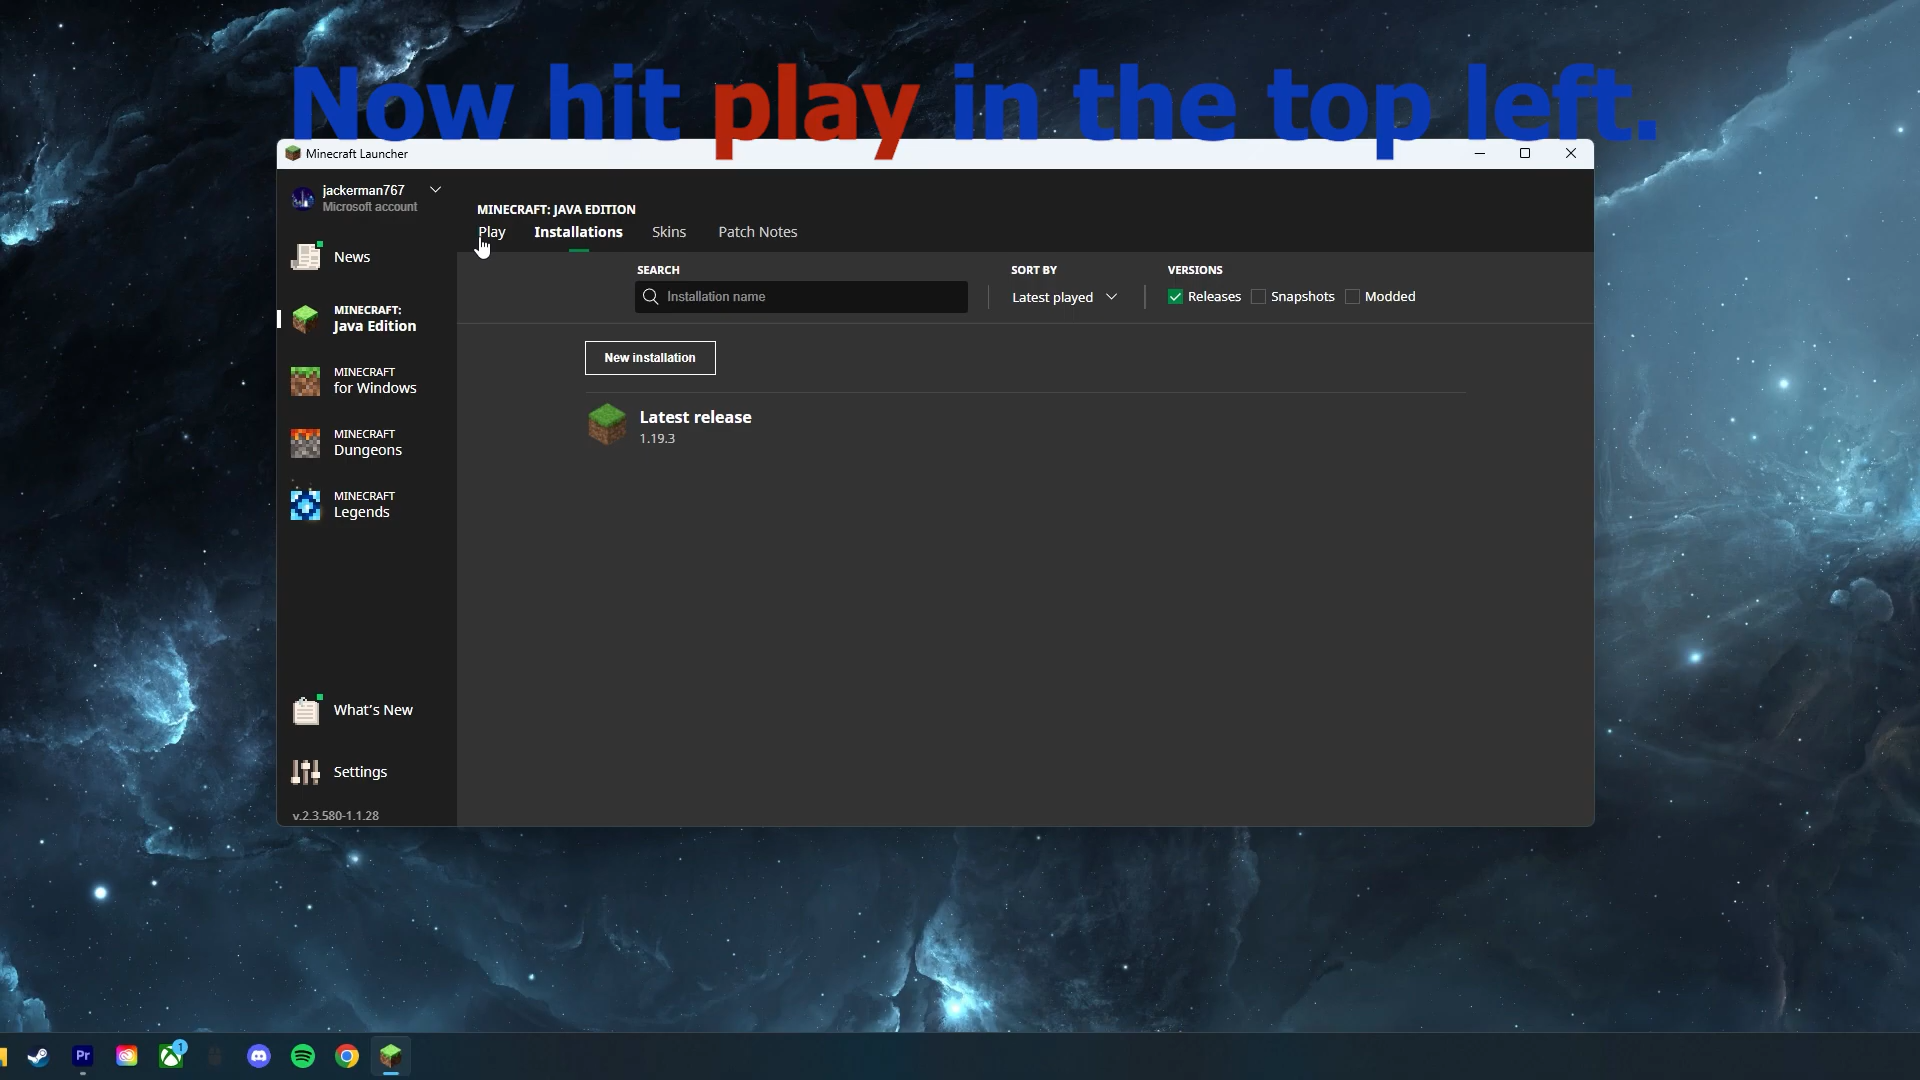 Now hit play in the top left.
Minecraft Launcher
jackerman767
Microsoft account
MINECRAFT: JAVA EDITION
Play Installations Skins Patch Notes
News
SEARCH SORT BY VERSIONS
Installation name Latest played Releases Snapshots Modded
MINECRAFT:
Java Edition
New installation
MINECRAFT
for Windows
Latest release
1.19.3
MINECRAFT
Dungeons
MINECRAFT
Legends
What's New
Settings
v.2.3.580-1.1.28
Pr
1